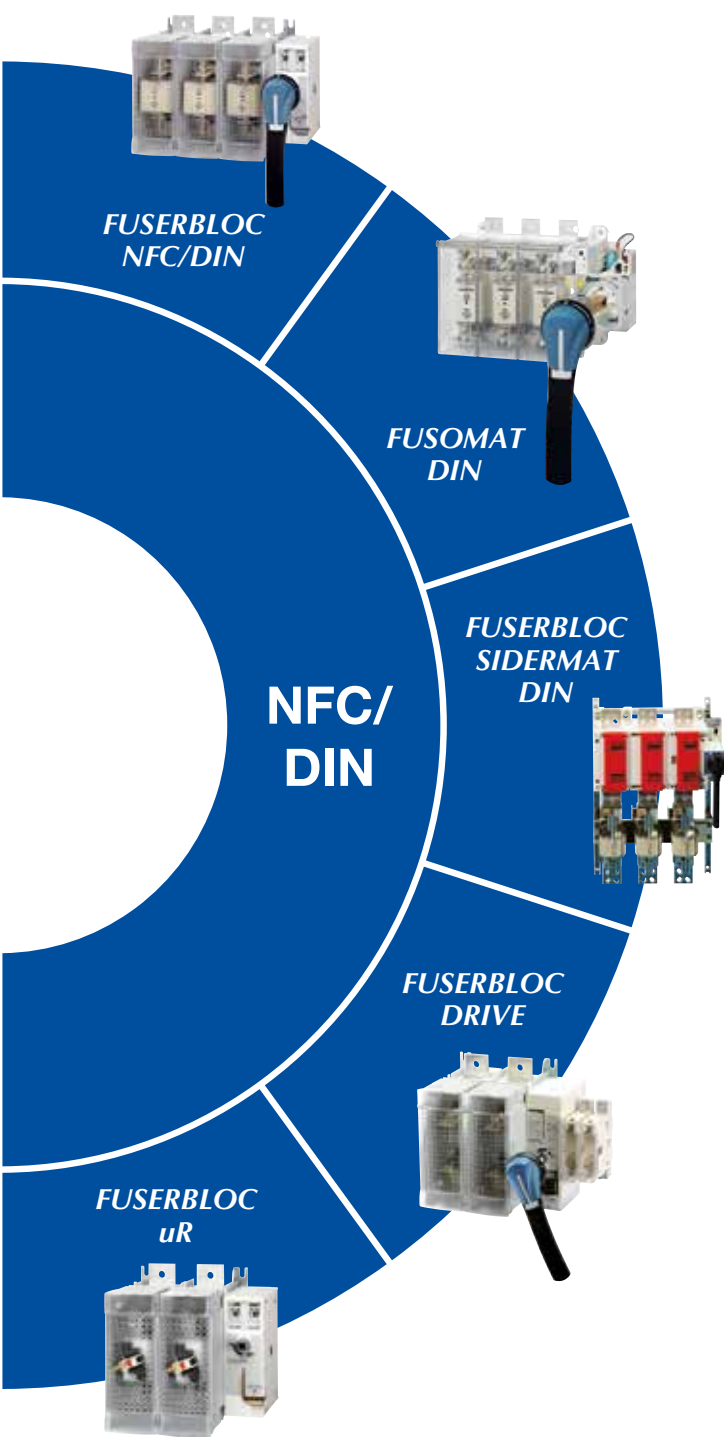 FUSERBLOC
NFC/DIN
FUSOMAT
DIN
FUSERBLOC
SIDERMAT
DIN
NFC/
DIN
FUSERBLOC
DRIVE
FUSERBLOC
uR